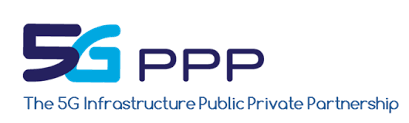 5G PPP
The 5G Infrastructure Public Private Partnership